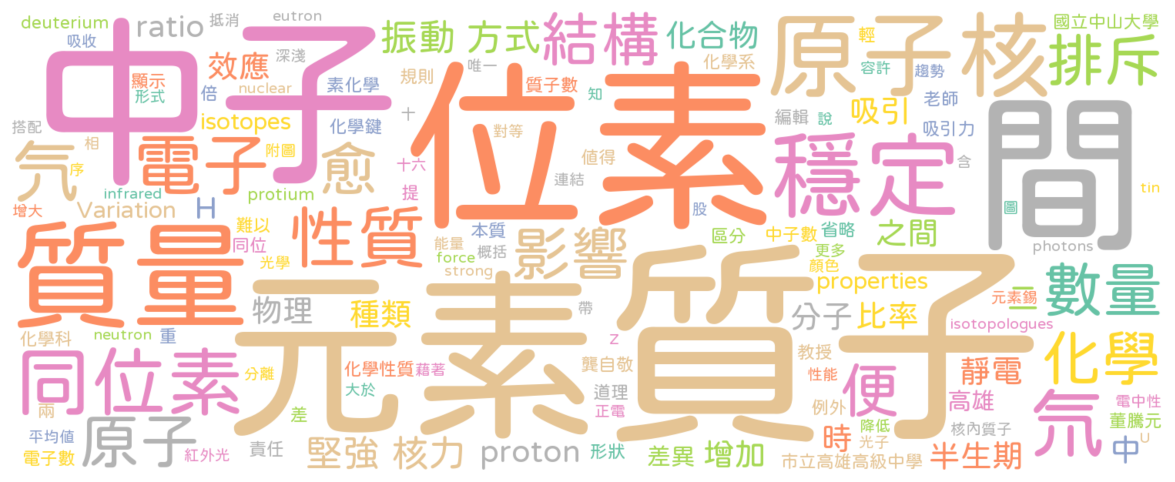 deuterium ratio 抵消 eutron 振動 方式 結構 化合物 原子核 輕 國立中山大學
吸收 中子 深淺 唯一 化學系 容許 趨勢 排斥
顯示 效應 規則 質子數 知
形式 倍 nuclear 素化學 位素 編輯 吸引 老師 間
搭配 isotopes 化學鍵 十 對等 說 吸引力
相 電子 附圖 愈 十六 值得 穩定 含
氕 序 infrared protium 提 連結 tin
增大 Variation H 難以 本質 股 圖
質量 性質 同位 能量 影響 區分 中子數 省略 之間 photons
光學 force 概括 更多
元素 strong 質子 顏色 properties 數量
物理 種類 帶 分子 比率 二 元素錫
化學科 neutron 重 z isotopologues
同位素 分離 化學性質 藉著 龔自敬 教授 靜電 化學
兩 大於 道理 性能 便 高雄 氘
原子 差 正電 例外 電中性
平均值 責任 堅強 核力 proton 形狀 降低 時 核內質子 董騰元
電子數 紅外光 差異 增加 光子 市立高雄高級中學 半生期 中 U